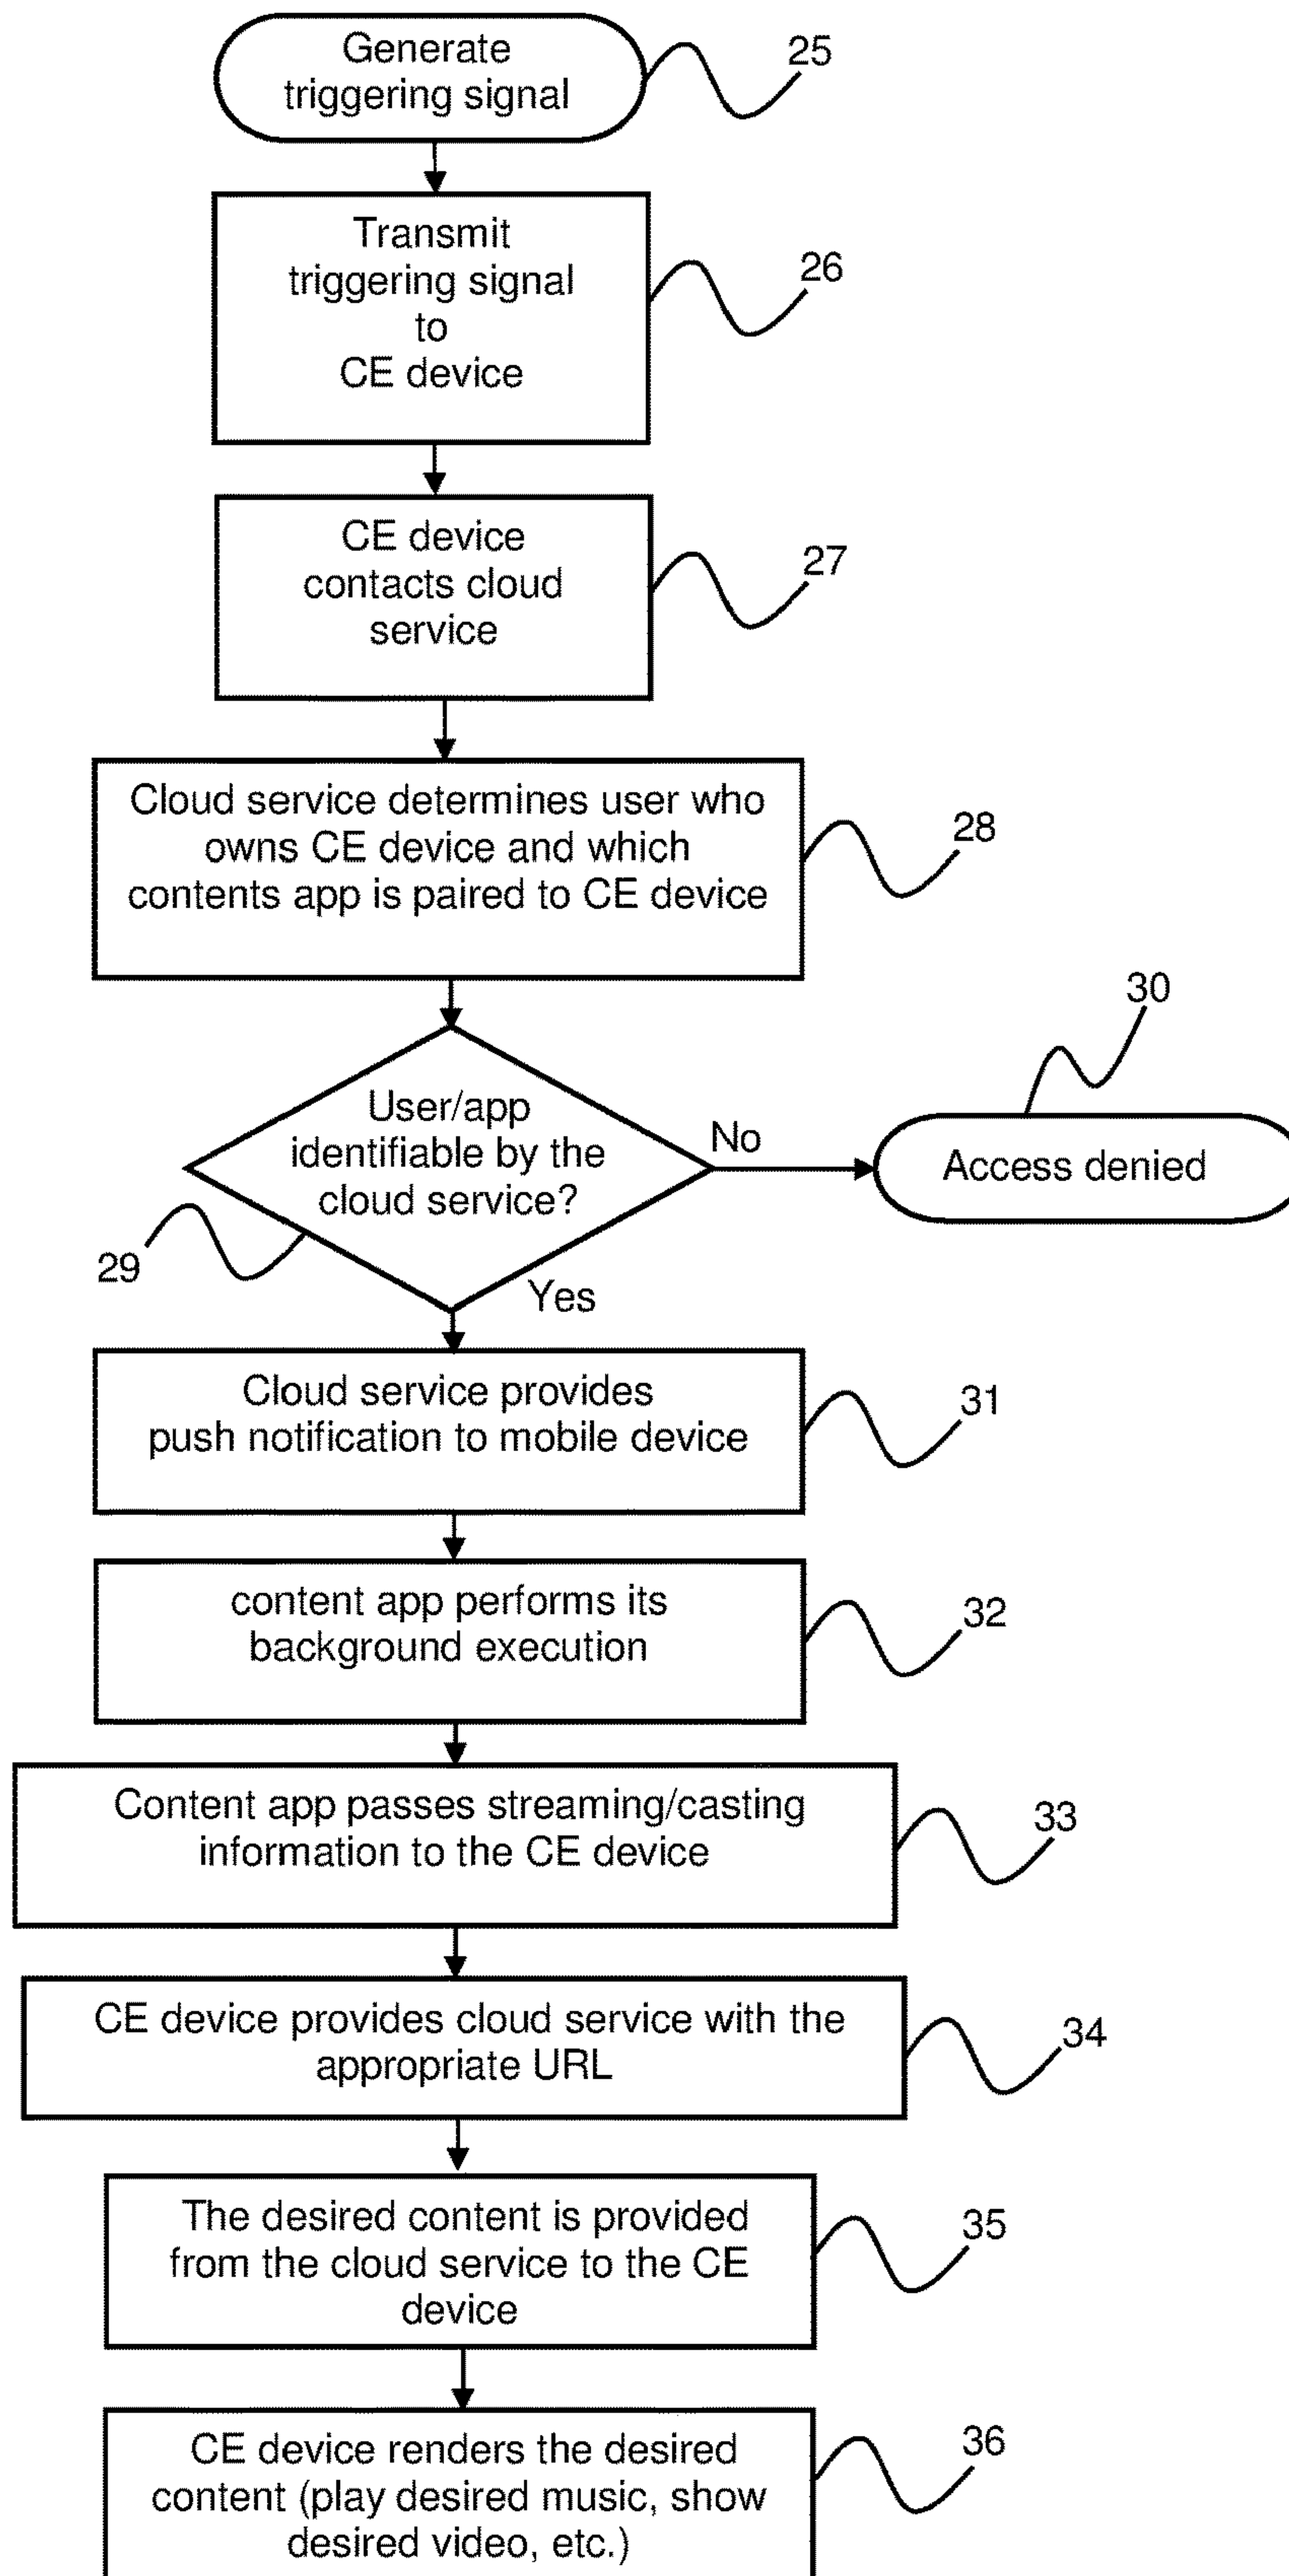 Generate
triggering signal
25
Transmit
triggering signal
to
CE device
26
CE device
contacts cloud
service
27
Cloud service determines user who
owns CE device and which
contents app is paired to CE device
28
User/app
identifiable by the
cloud service?
29
No
30
Access denied
Yes
Cloud service provides
push notification to mobile device
31
content app performs its
background execution
32
Content app passes streaming/casting
information to the CE device
33
CE device provides cloud service with the
appropriate URL
34
The desired content is provided
from the cloud service to the CE
device
35
CE device renders the desired
content (play desired music, show
desired video, etc.)
36